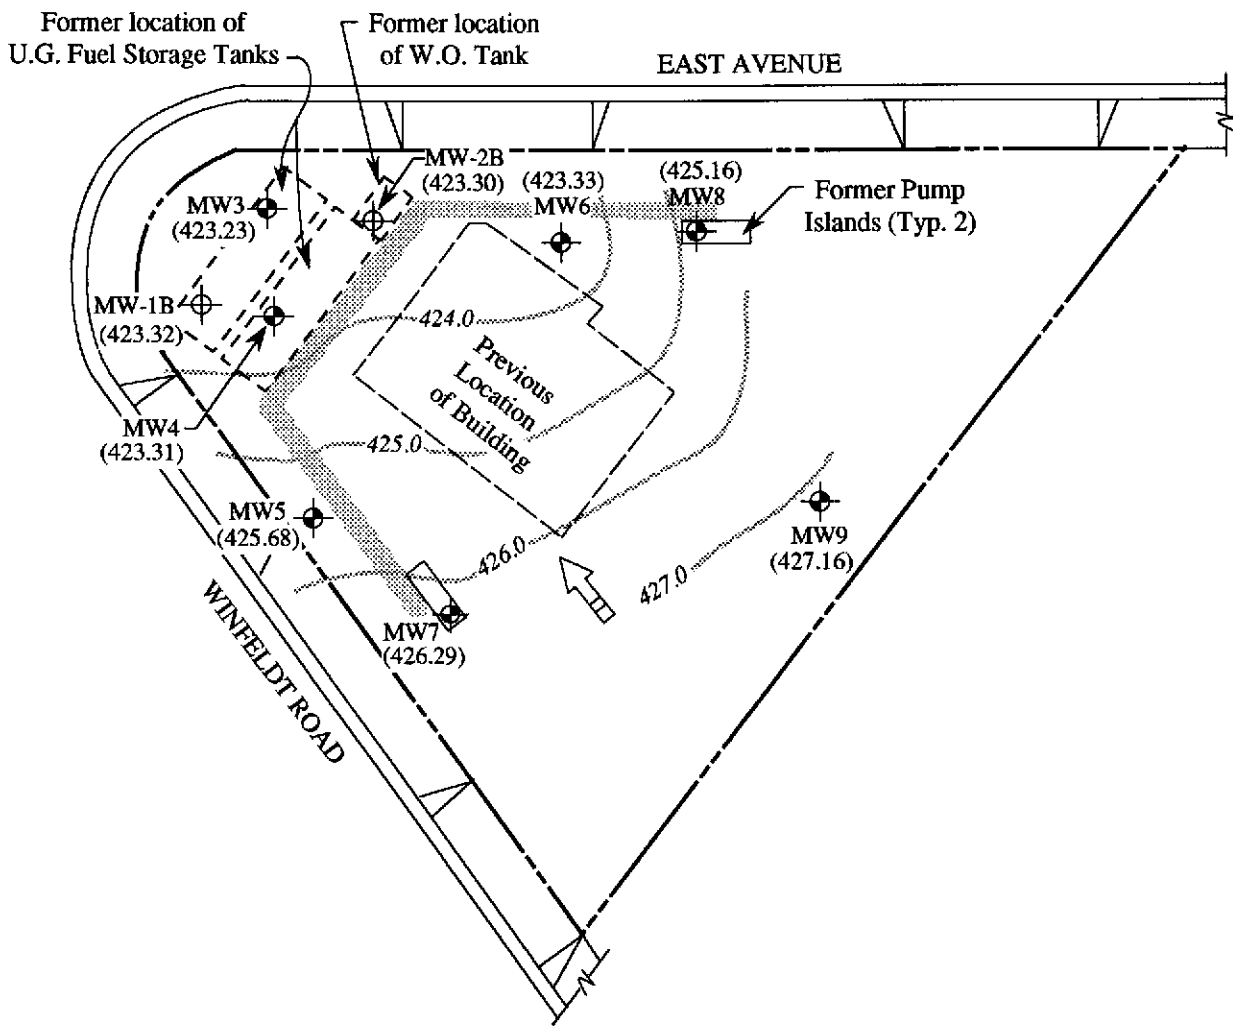 Former location of
U.G. Fuel Storage Tanks
Former location
of W.O. Tank
EAST AVENUE
MW-2B
(423.30)
(423.33)
MW6
(425.16)
MW8
Former Pump
Islands (Typ. 2)
MW3
(423.23)
MW-1B
(423.32)
424.0
Previous
Location
of Building
MW4
(423.31)
425.0
MW5
(425.68)
426.0
MW9
(427.16)
427.0
MW7
(426.29)
WINFELDT ROAD